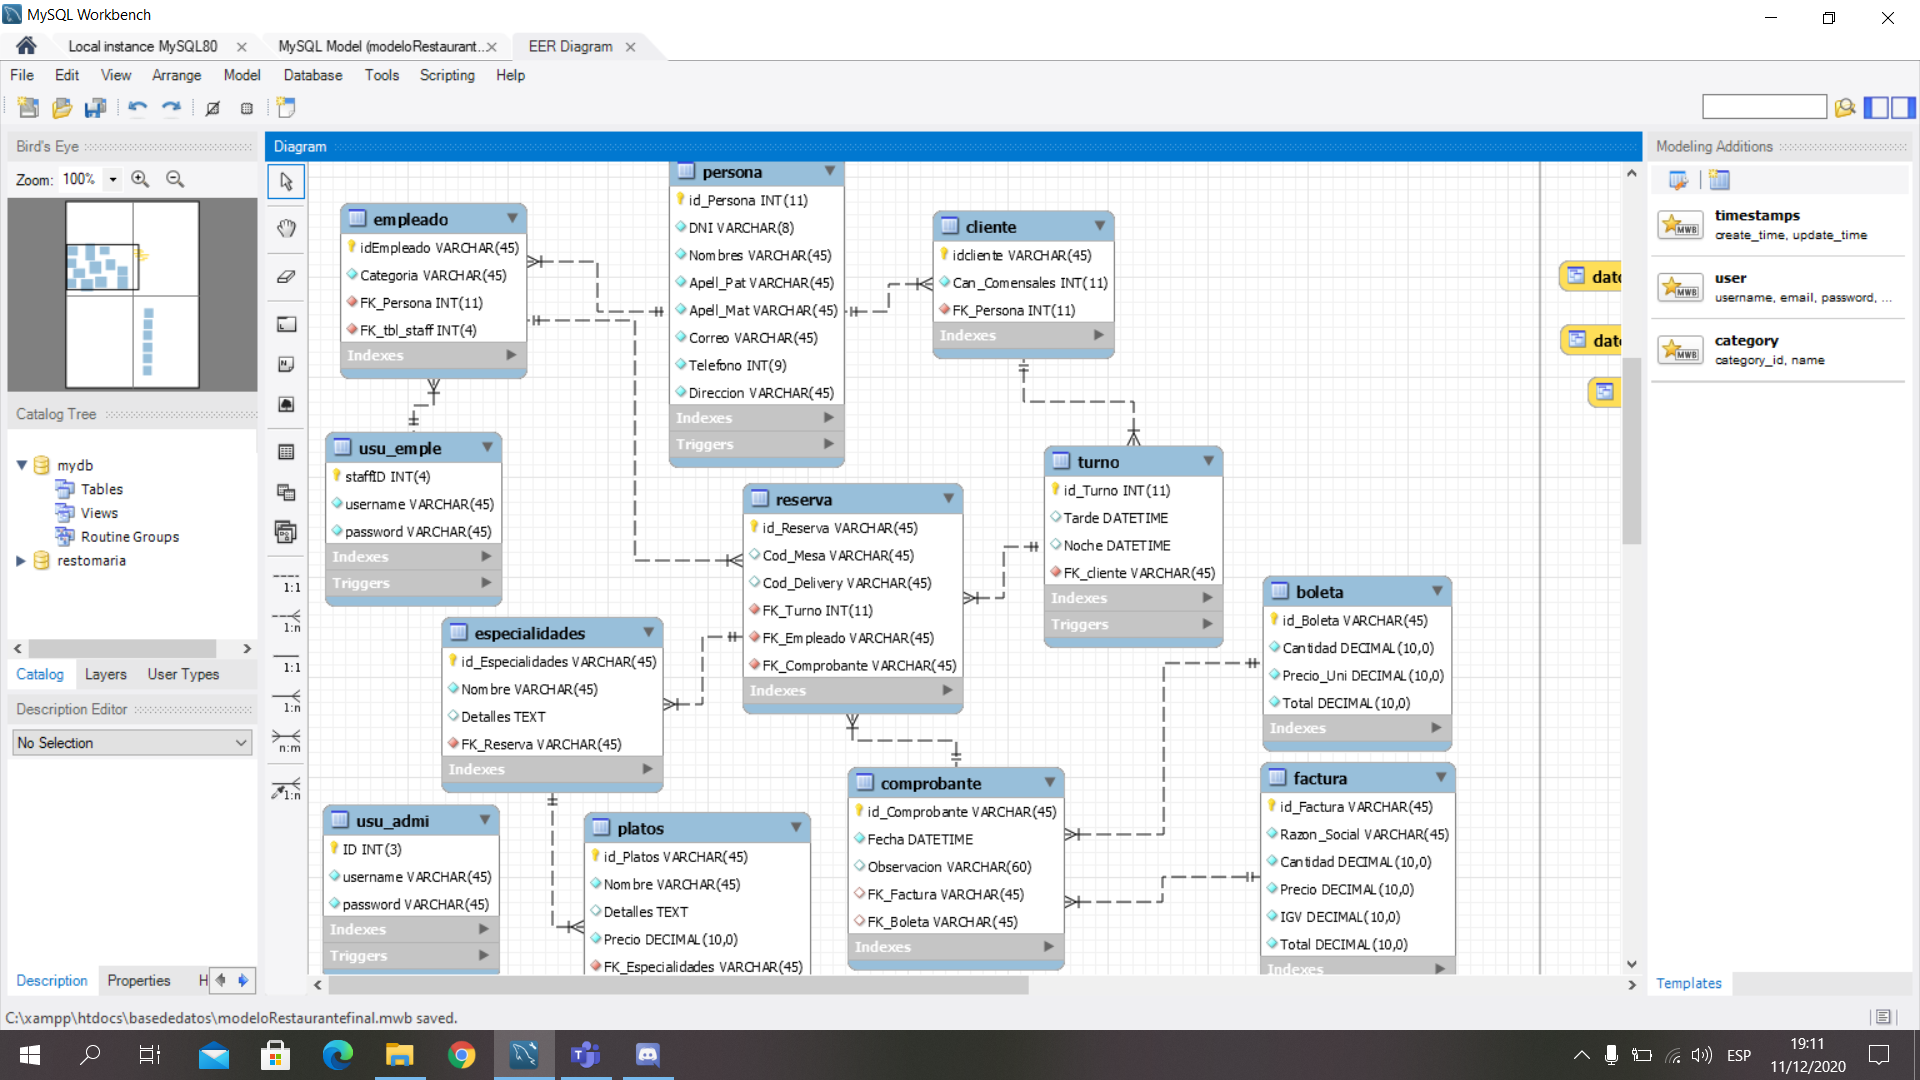 MySQL Workbench
Local instance MySQL80
MySQL Model (modeloRestaurant...
EER Diagram
File Edit View Arrange Model Database Tools Scripting Help
Bird's Eye
Zoom: 100%
Catalog Tree
mydb
Tables
Views
Routine Groups
restomaria
Catalog Layers User Types
Description Editor
No Selection
Description Properties H
Diagram
1:1
1:n
1:1
1:n
n:m
1:n
empleado
idEmpleado VARCHAR(45)
Categoria VARCHAR(45)
FK_Persona INT(11)
FK_tbl_staff INT(4)
Indexes
persona
id_Persona INT(11)
DNI VARCHAR(8)
Nombres VARCHAR(45)
Apell_Pat VARCHAR(45)
Apell_Mat VARCHAR(45)
Correo VARCHAR(45)
Telefono INT(9)
Direccion VARCHAR(45)
Indexes
Triggers
cliente
idcliente VARCHAR(45)
Can_Comensales INT(11)
FK_Persona INT(11)
Indexes
usu_emple
staffID INT(4)
username VARCHAR(45)
password VARCHAR(45)
Indexes
Triggers
reserva
id_Reserva VARCHAR(45)
Cod_Mesa VARCHAR(45)
Cod_Delivery VARCHAR(45)
FK_Turno INT(11)
FK_Empleado VARCHAR(45)
FK_Comprobante VARCHAR(45)
Indexes
turno
id_Turno INT(11)
Tarde DATETIME
Noche DATETIME
FK_cliente VARCHAR(45)
Indexes
Triggers
especialidades
id_Especialidades VARCHAR(45)
Nombre VARCHAR(45)
Detalles TEXT
FK_Reserva VARCHAR(45)
Indexes
boleta
id_Boleta VARCHAR(45)
Cantidad DECIMAL(10,0)
Precio_Uni DECIMAL(10,0)
Total DECIMAL(10,0)
Indexes
usu_admi
ID INT(3)
username VARCHAR(45)
password VARCHAR(45)
Indexes
Triggers
platos
id_Platos VARCHAR(45)
Nombre VARCHAR(45)
Detalles TEXT
Precio DECIMAL(10,0)
FK_Especialidades VARCHAR(45)
comprobante
id_Comprobante VARCHAR(45)
Fecha DATETIME
Observacion VARCHAR(60)
FK_Factura VARCHAR(45)
FK_Boleta VARCHAR(45)
Indexes
factura
id_Factura VARCHAR(45)
Razon_Social VARCHAR(45)
Cantidad DECIMAL(10,0)
Precio DECIMAL(10,0)
IGV DECIMAL(10,0)
Total DECIMAL(10,0)
Indexes
dato
dato
Modeling Additions
timestamps
create_time, update_time
user
username, email, password, ...
category
category_id, name
Templates
C:\xampp\htdocs\basededatos\modeloRestaurantefinal.mwb saved.
ESP
19:11
11/12/2020